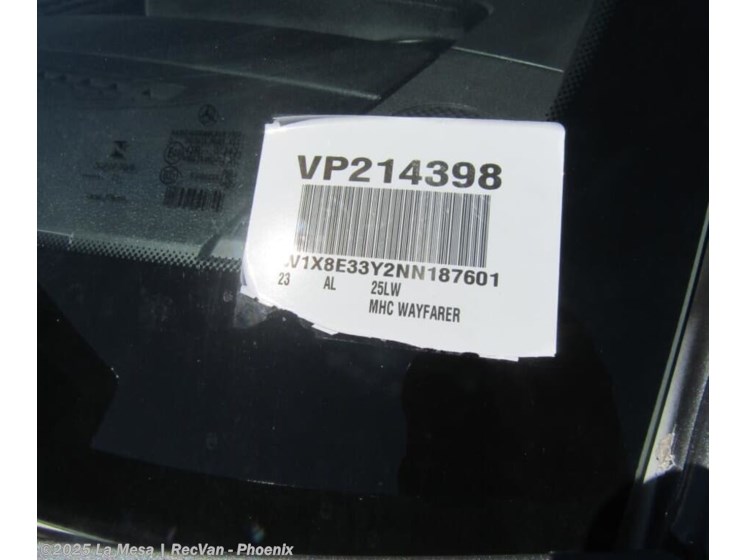 VP214398
W1X8E33Y2NN187601
23 AL 25LW
MHC WAYFARER
©2025 La Mesa | RecVan - Phoenix